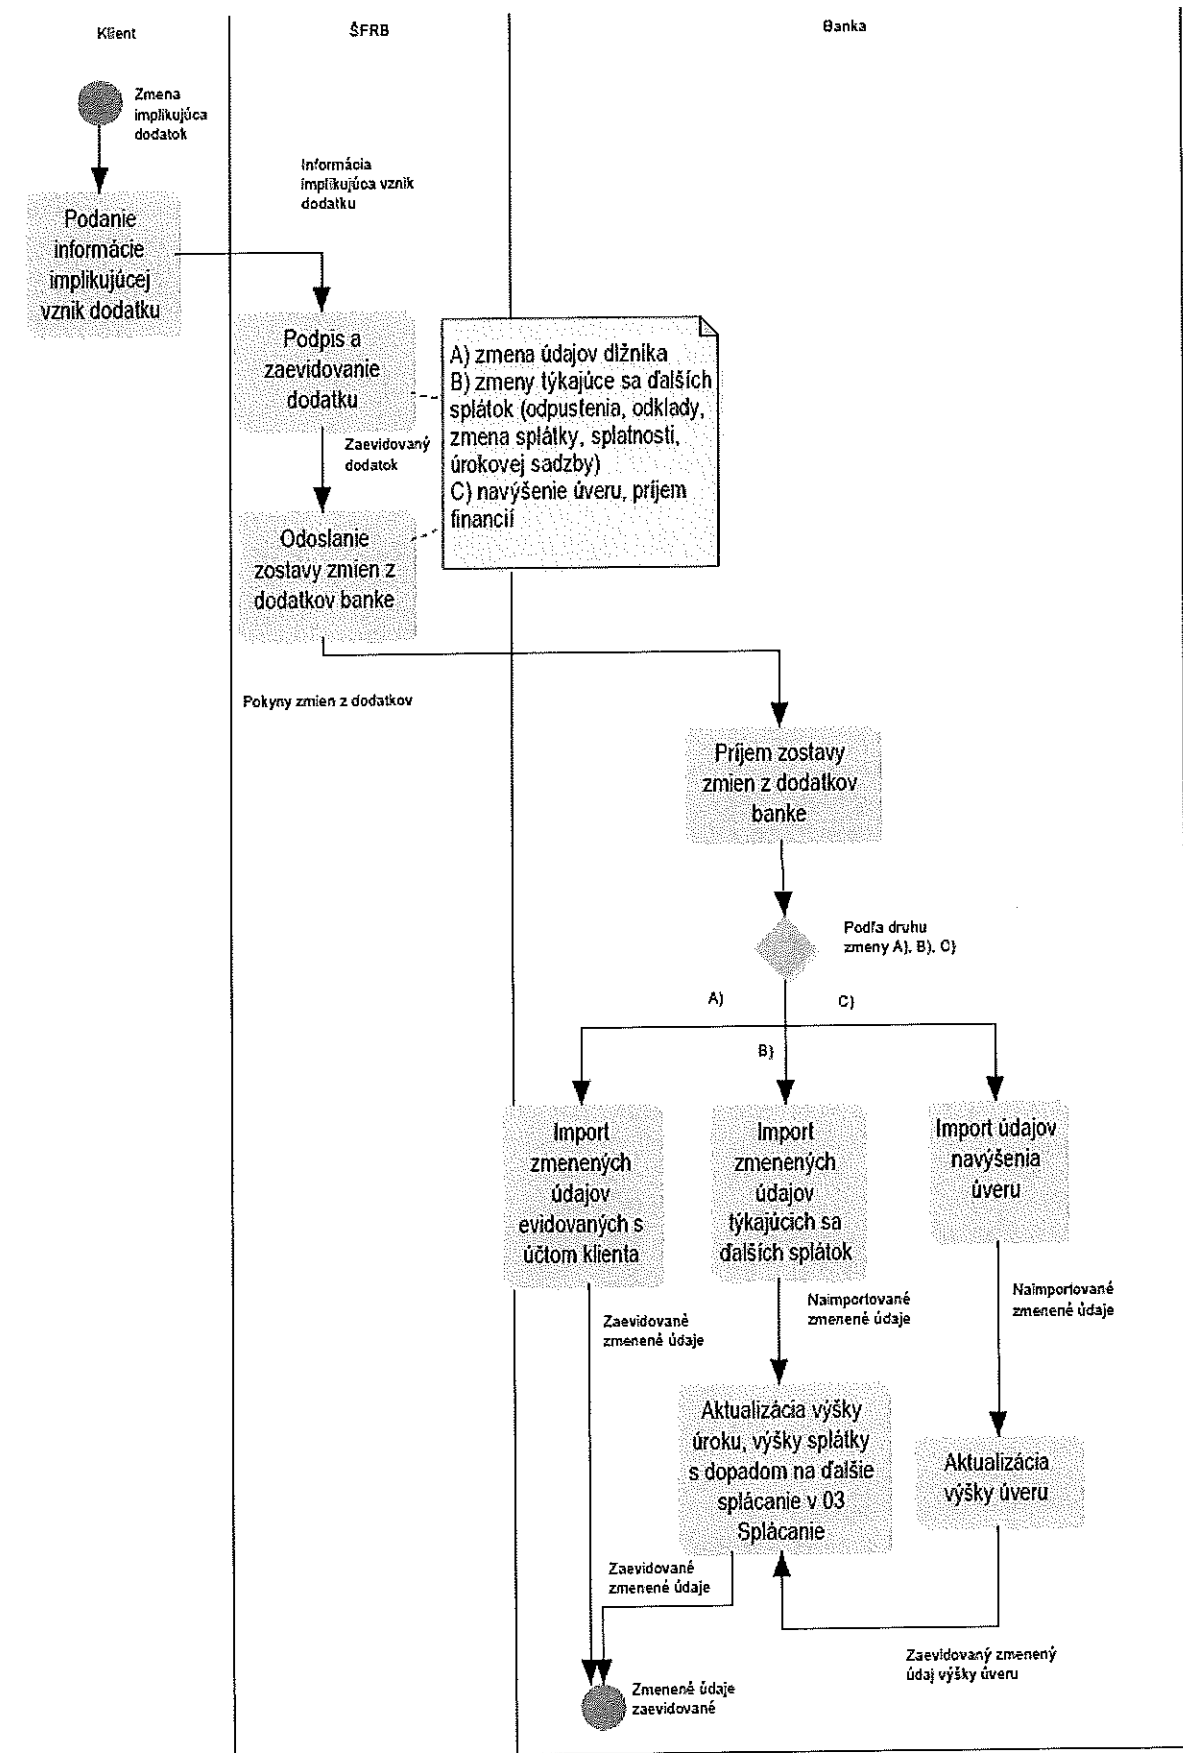 Klient
ŠFRB
Banka
Zmena
implikujúca
dodatok
Informácia
implikujúca vznik
dodatku
Podanie
informácie
implikujúcej
vznik dodatku
Podpis a
zaevidovanie
dodatku
A) zmena údajov dlžníka
B) zmeny týkajúce sa ďalších
splátok (odpustenia, odklady,
zmena splátky, splatnosti,
úrokovej sadzby)
C) navýšenie úveru, príjem
financií
Zaevidovaný
dodatok
Odoslanie
zostavy zmien z
dodatkov banke
Pokyny zmien z dodatkov
Príjem zostavy
zmien z dodatkov
banke
Podľa druhu
zmeny A), B), C)
A)
C)
B)
Import
zmenených
údajov
evidovaných s
účtom klienta
Import
zmenených
údajov
týkajúcich sa
ďalších splátok
Import údajov
navýšenia
úveru
Zaevidované
zmenené údaje
Naimportované
zmenené údaje
Naimportované
zmenené údaje
Aktualizácia výšky
úroku, výšky splátky
s dopadom na ďalšie
splácanie v 03
Splácanie
Aktualizácia
výšky úveru
Zaevidované
zmenené údaje
Zaevidovaný zmenený
údaj výšky úveru
Zmenené údaje
zaevidované